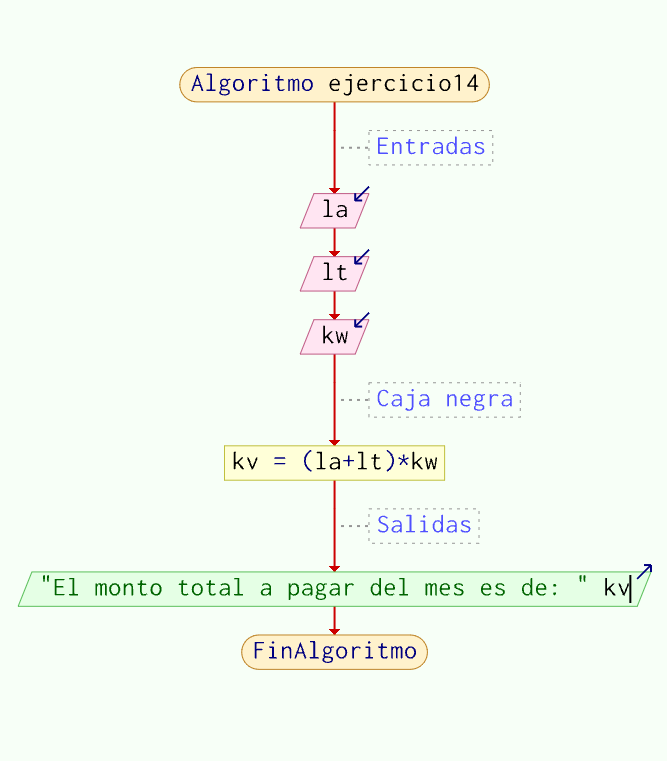 Algoritmo ejercicio14
Entradas
la
lt
kw
Caja negra
kv = (la+lt)*kw
Salidas
"El monto total a pagar del mes es de: " kv
FinAlgoritmo